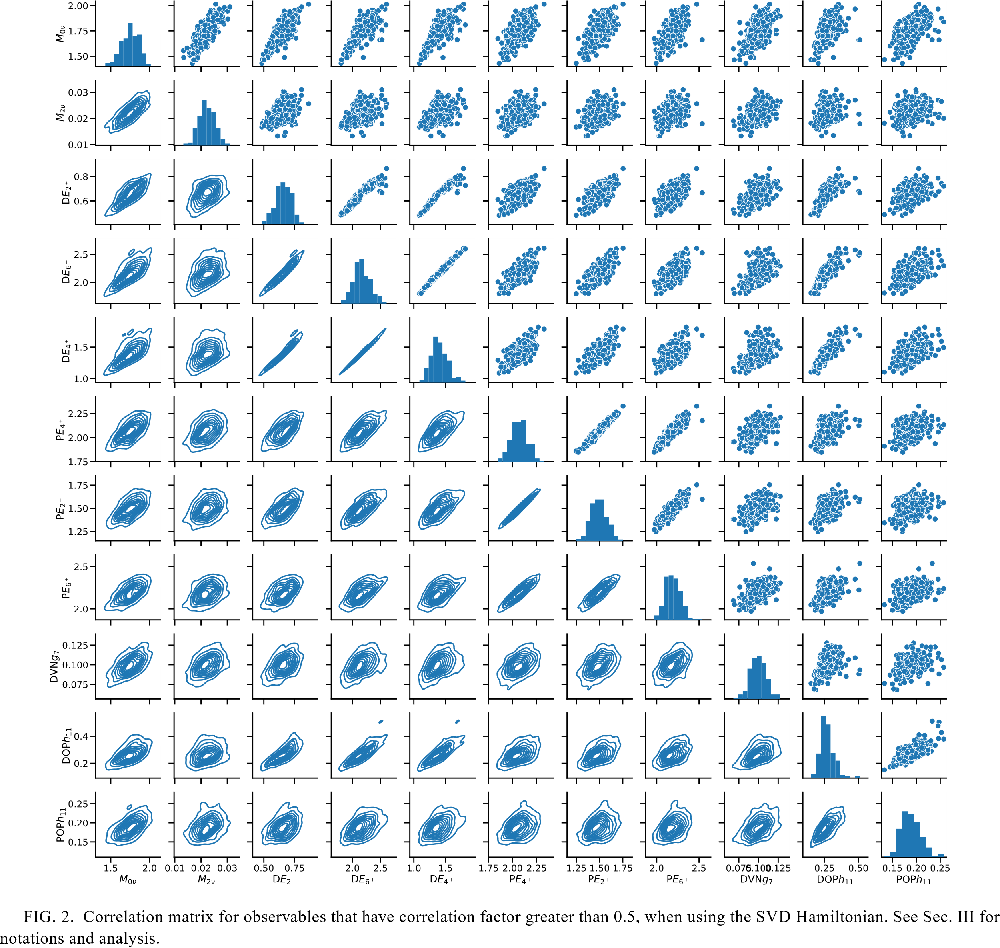 2.00
1.75
1.50
M0ν
0.03
0.02
0.01
M2ν
0.8
0.6
DE2+
2.5
2.0
DE6+
1.5
1.0
DE4+
2.25
2.00
1.75
PE4+
1.75
1.50
1.25
PE2+
2.5
2.0
PE6+
0.125
0.100
0.075
DVNg7
0.4
0.2
DOPh11
0.25
0.20
0.15
POPh11
1.5 2.0 0.01 0.02 0.03 0.50 0.75 2.0 2.5 1.0 1.5 1.75 2.00 2.25 1.25 1.50 1.75 2.0 2.5 0.075 0.100 0.125 0.25 0.50 0.15 0.20 0.25
M0ν M2ν DE2+ DE6+ DE4+ PE4+ PE2+ PE6+ DVNg7 DOPh11 POPh11
FIG. 2. Correlation matrix for observables that have correlation factor greater than 0.5, when using the SVD Hamiltonian. See Sec. III for
notations and analysis.